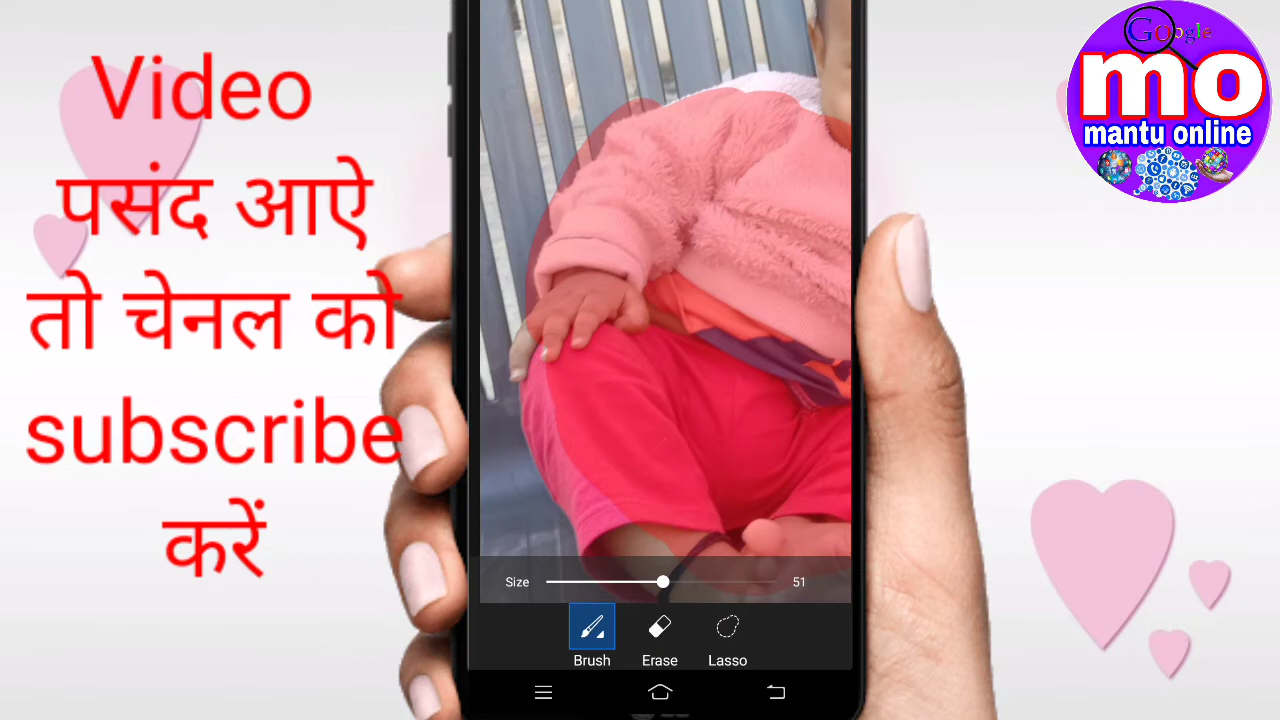 Video
पसंद आऐ
तो चेनल को
subscribe
करें
Google
mo
mantu online
Size
51
Brush
Erase
Lasso